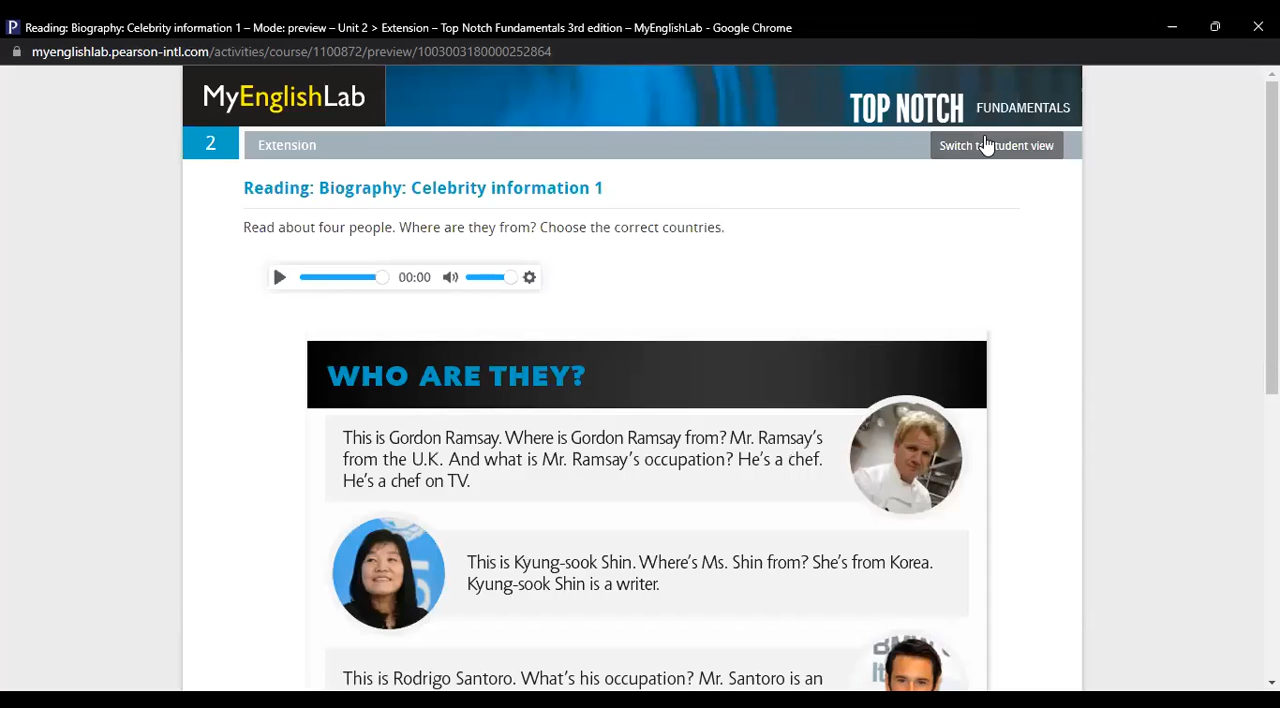 Reading: Biography: Celebrity information 1 – Mode: preview – Unit 2 > Extension – Top Notch Fundamentals 3rd edition – MyEnglishLab - Google Chrome
myenglishlab.pearson-intl.com/activities/course/1100872/preview/1003003180000252864
MyEnglishLab
TOP NOTCH FUNDAMENTALS
2 Extension
Switch to student view
Reading: Biography: Celebrity information 1
Read about four people. Where are they from? Choose the correct countries.
00:00
WHO ARE THEY?
This is Gordon Ramsay. Where is Gordon Ramsay from? Mr. Ramsay's
from the U.K. And what is Mr. Ramsay's occupation? He's a chef.
He's a chef on TV.
This is Kyung-sook Shin. Where's Ms. Shin from? She's from Korea.
Kyung-sook Shin is a writer.
This is Rodrigo Santoro. What's his occupation? Mr. Santoro is an